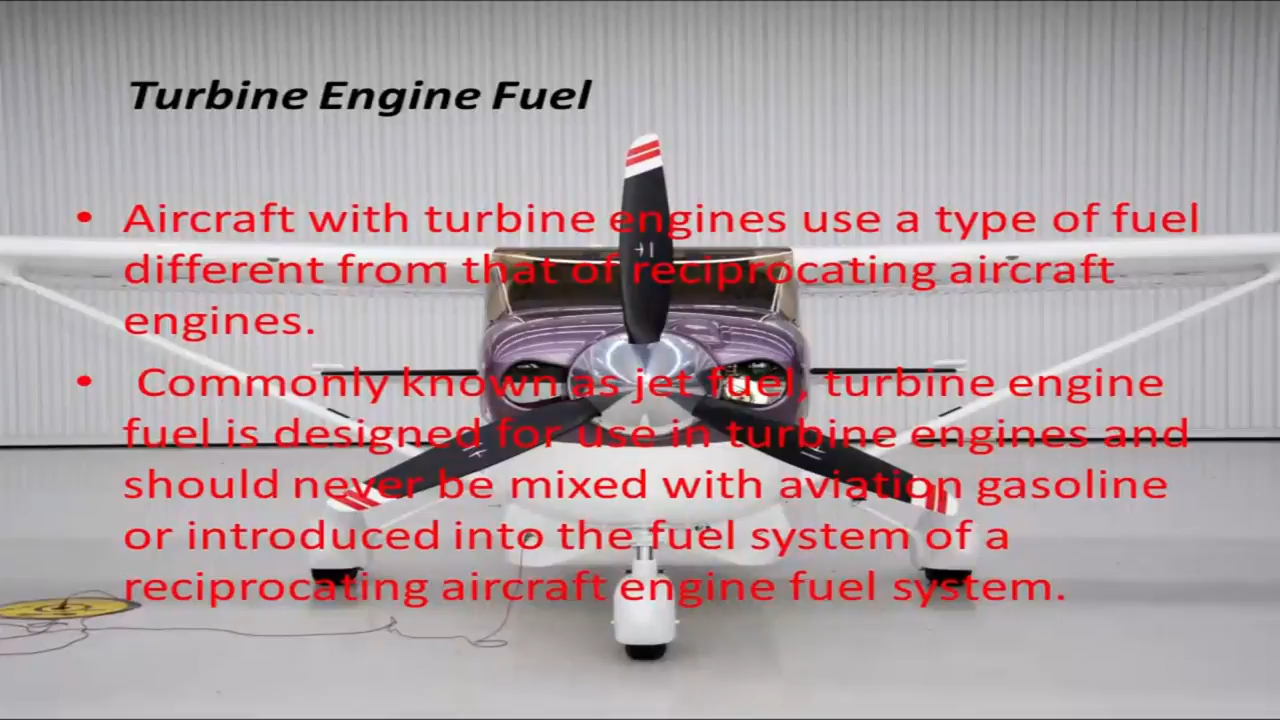 Turbine Engine Fuel
• Aircraft with turbine engines use a type of fuel
different from that of reciprocating aircraft
engines.
• Commonly known as jet fuel, turbine engine
fuel is designed for use in turbine engines and
should never be mixed with aviation gasoline
or introduced into the fuel system of a
reciprocating aircraft engine fuel system.